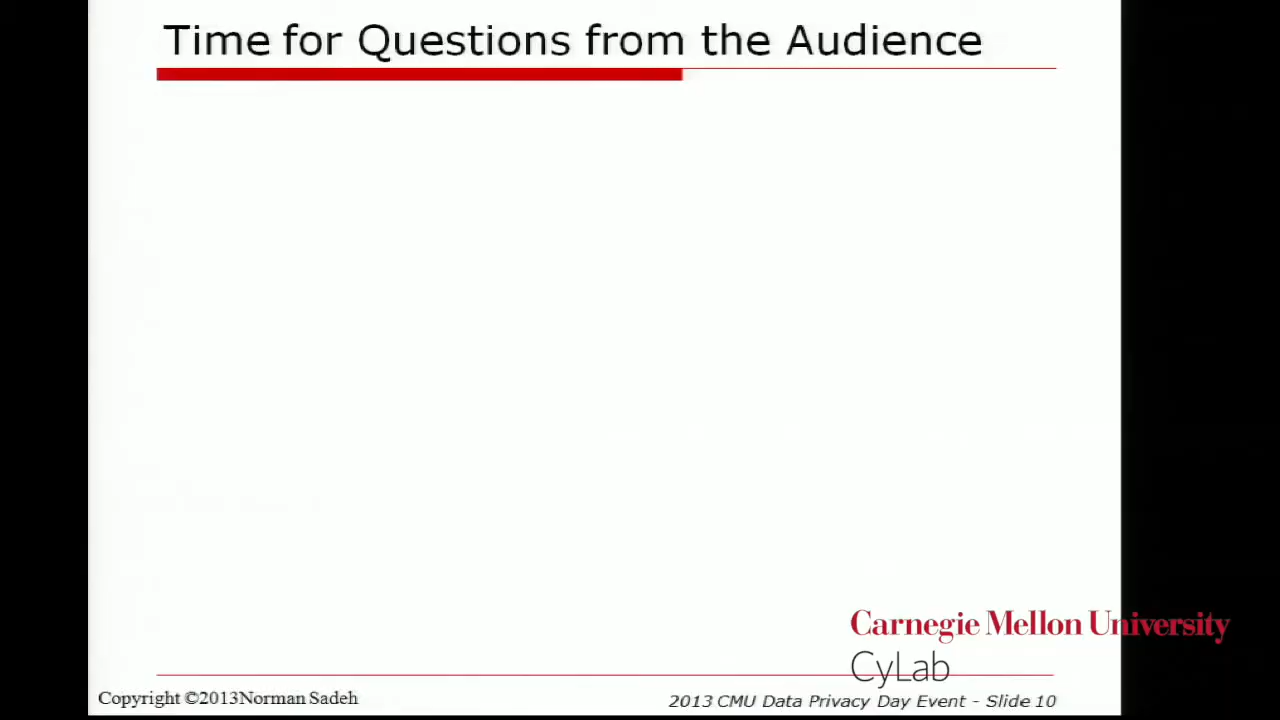 Time for Questions from the Audience
Carnegie Mellon University
CyLab
Copyright ©2013Norman Sadeh
2013 CMU Data Privacy Day Event - Slide 10